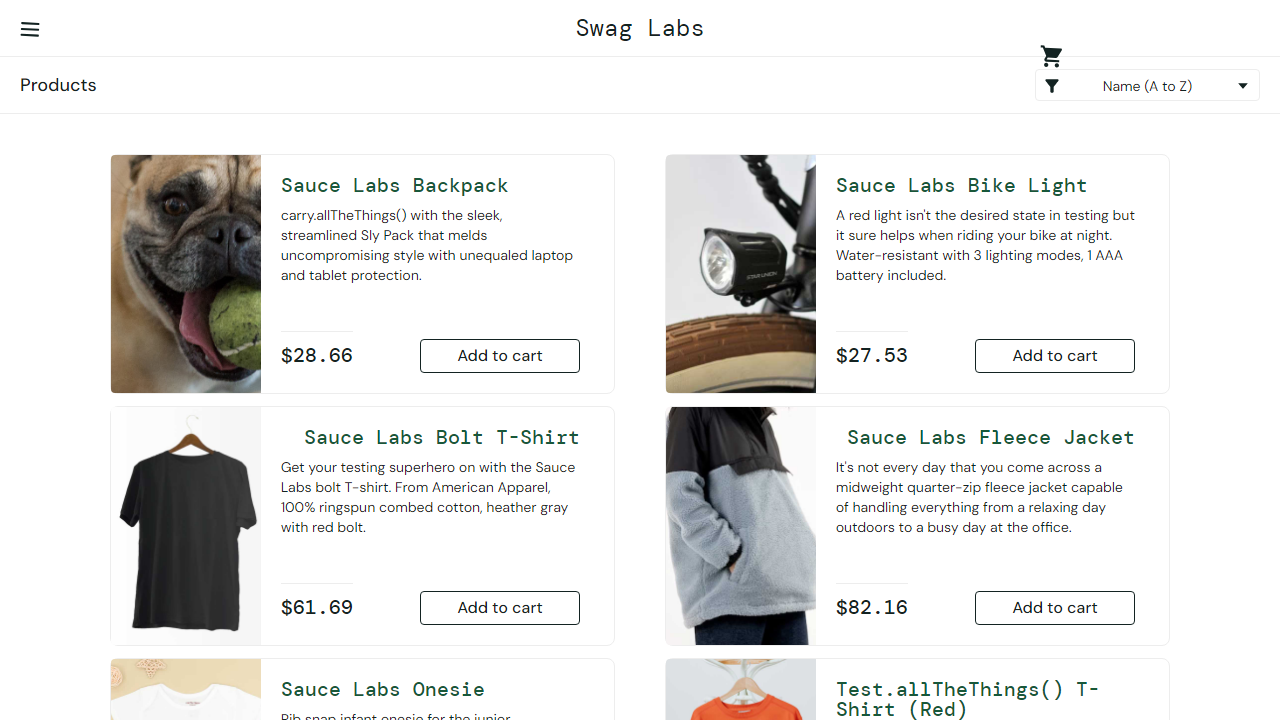 Swag Labs
Products
Name (A to Z)
Sauce Labs Backpack
carry.allTheThings() with the sleek,
streamlined Sly Pack that melds
uncompromising style with unequaled laptop
and tablet protection.
$28.66
Add to cart
Sauce Labs Bike Light
A red light isn't the desired state in testing but
it sure helps when riding your bike at night.
Water-resistant with 3 lighting modes, 1 AAA
battery included.
$27.53
Add to cart
Sauce Labs Bolt T-Shirt
Get your testing superhero on with the Sauce
Labs bolt T-shirt. From American Apparel,
100% ringspun combed cotton, heather gray
with red bolt.
$61.69
Add to cart
Sauce Labs Fleece Jacket
It's not every day that you come across a
midweight quarter-zip fleece jacket capable
of handling everything from a relaxing day
outdoors to a busy day at the office.
$82.16
Add to cart
Sauce Labs Onesie
Rib snap infant onesie for the junior
Test.allTheThings() T-
Shirt (Red)